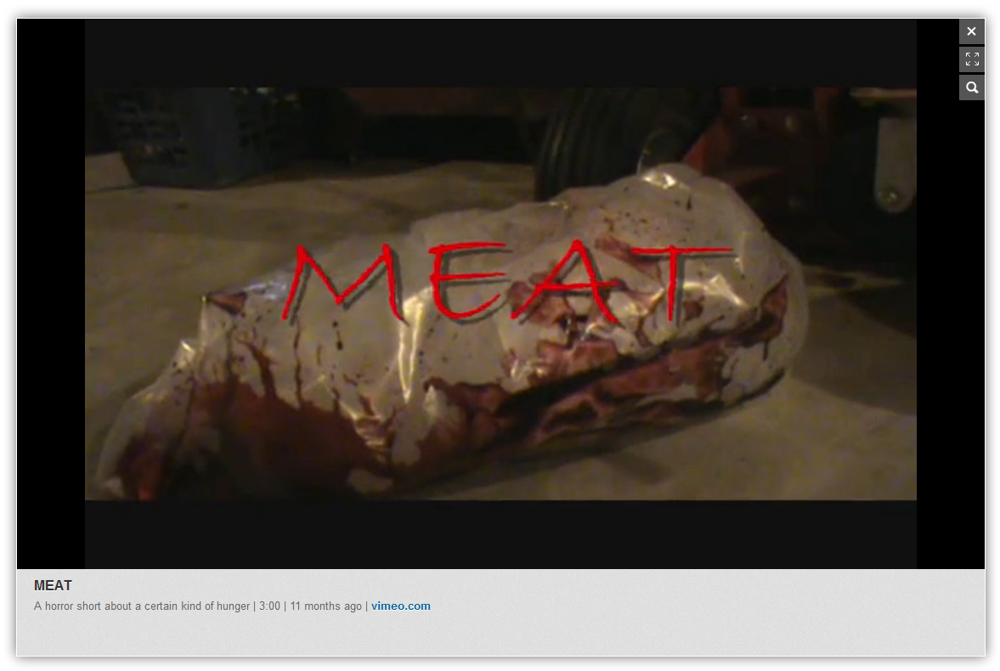 MEAT
MEAT
A horror short about a certain kind of hunger | 3:00 | 11 months ago | vimeo.com